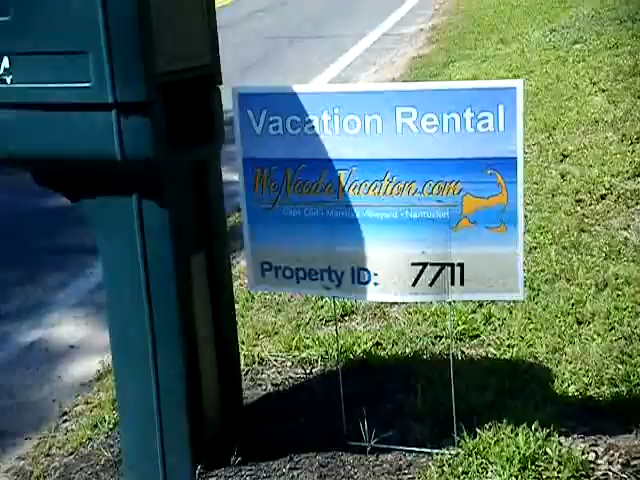 Vacation Rental
WeNeedaVacation.com
Cape Cod • Martha's Vineyard • Nantucket
Property ID: 7711